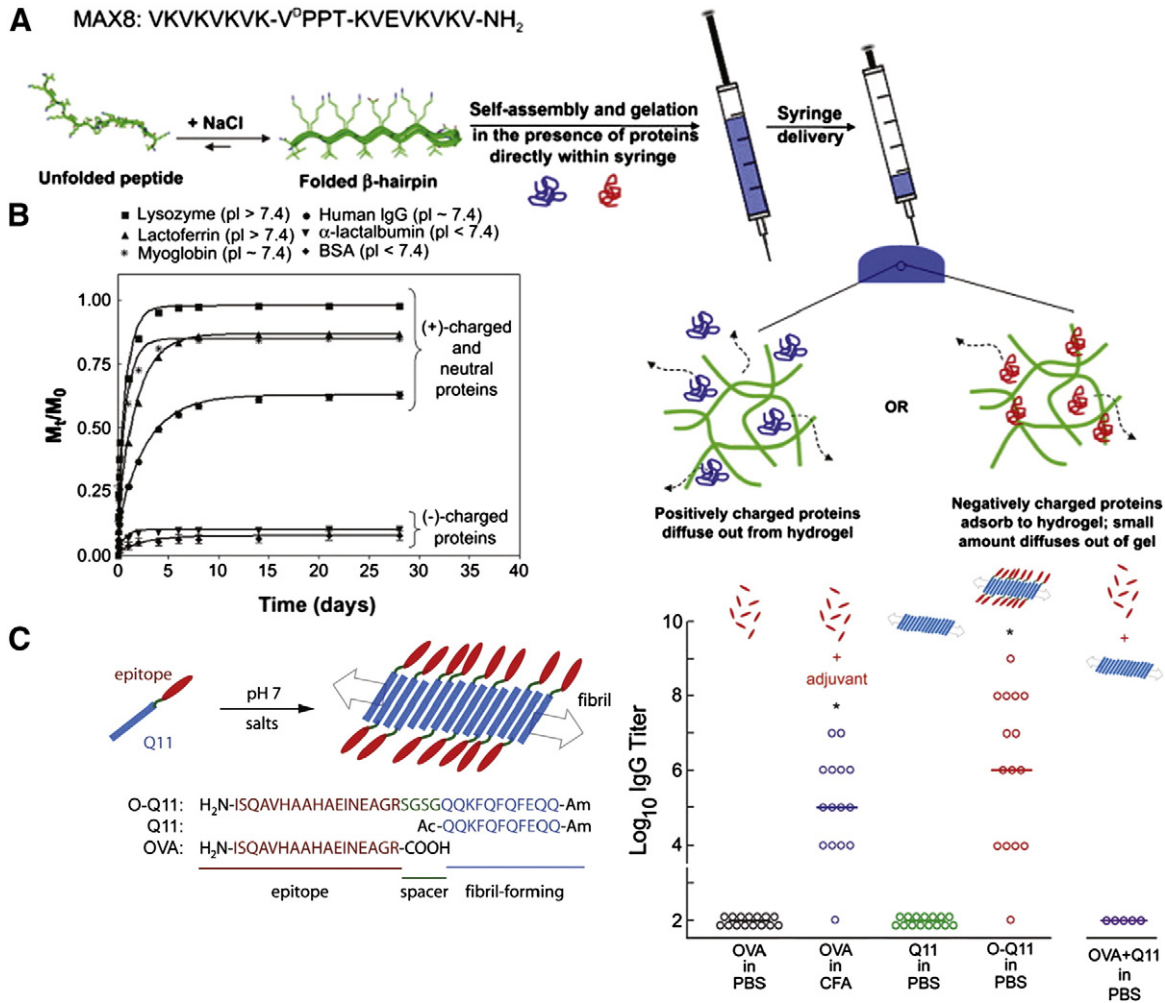 A
MAX8: VKVKVKVK-VᴰPPT-KVEVKVKV-NH₂
+ NaCl
Unfolded peptide
Folded β-hairpin
Self-assembly and gelation
in the presence of proteins
directly within syringe
Syringe
delivery
B
■ Lysozyme (pI > 7.4)
▲ Lactoferrin (pI > 7.4)
✳ Myoglobin (pI ~ 7.4)
● Human IgG (pI ~ 7.4)
▼ α-lactalbumin (pI < 7.4)
◆ BSA (pI < 7.4)
Mt/M0
1.00
0.75
0.50
0.25
0.00
0
5
10
15
20
25
30
35
40
Time (days)
(+)-charged
and
neutral
proteins
(-)-charged
proteins
OR
Positively charged proteins
diffuse out from hydrogel
Negatively charged proteins
adsorb to hydrogel; small
amount diffuses out of gel
C
epitope
Q11
pH 7
salts
fibril
O-Q11: H₂N-ISQAVHAAHAEINEAGRSGSGQQKFQFQFEQQ-Am
Q11: Ac-QQKFQFQFEQQ-Am
OVA: H₂N-ISQAVHAAHAEINEAGR-COOH
epitope
spacer
fibril-forming
Log₁₀ IgG Titer
10
8
6
4
2
+
adjuvant
*
*
+
OVA
in
PBS
OVA
in
CFA
Q11
in
PBS
O-Q11
in
PBS
OVA+Q11
in
PBS